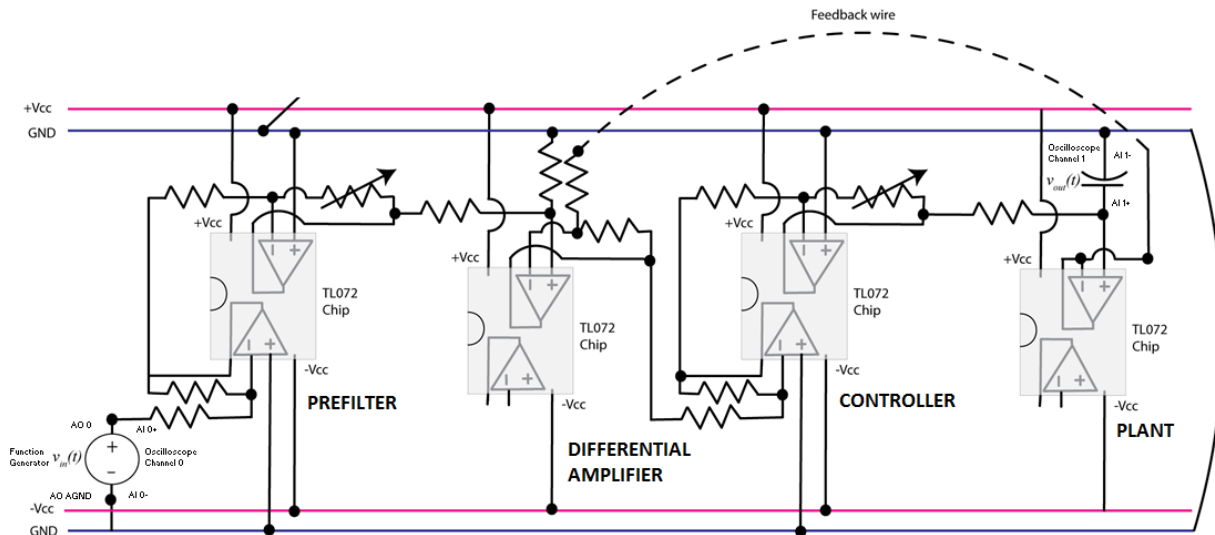 Feedback wire
+Vcc
GND
Oscilloscope
Channel 1
AI 1-
v_out(t)
AI 1+
+Vcc
+Vcc
+Vcc
+Vcc
- +
- +
- +
- +
TL072
Chip
TL072
Chip
TL072
Chip
TL072
Chip
- +
- +
- +
- +
-Vcc
-Vcc
-Vcc
-Vcc
PREFILTER
CONTROLLER
PLANT
DIFFERENTIAL
AMPLIFIER
AO 0
AI 0+
Function
Generator
v_in(t)
+
-
Oscilloscope
Channel 0
AO AGND
AI 0-
-Vcc
GND